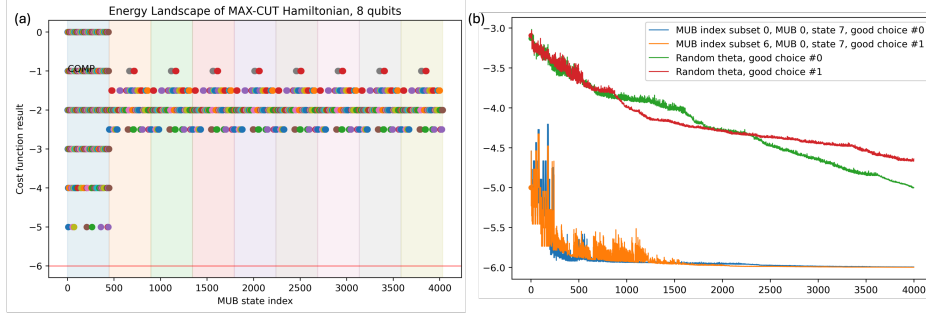 (a)
Energy Landscape of MAX-CUT Hamiltonian, 8 qubits
Cost function result
0
−1
−2
−3
−4
−5
−6
COMP
0 500 1000 1500 2000 2500 3000 3500 4000
MUB state index
(b)
MUB index subset 0, MUB 0, state 7, good choice #0
MUB index subset 6, MUB 0, state 7, good choice #1
Random theta, good choice #0
Random theta, good choice #1
−3.0
−3.5
−4.0
−4.5
−5.0
−5.5
−6.0
0 500 1000 1500 2000 2500 3000 3500 4000